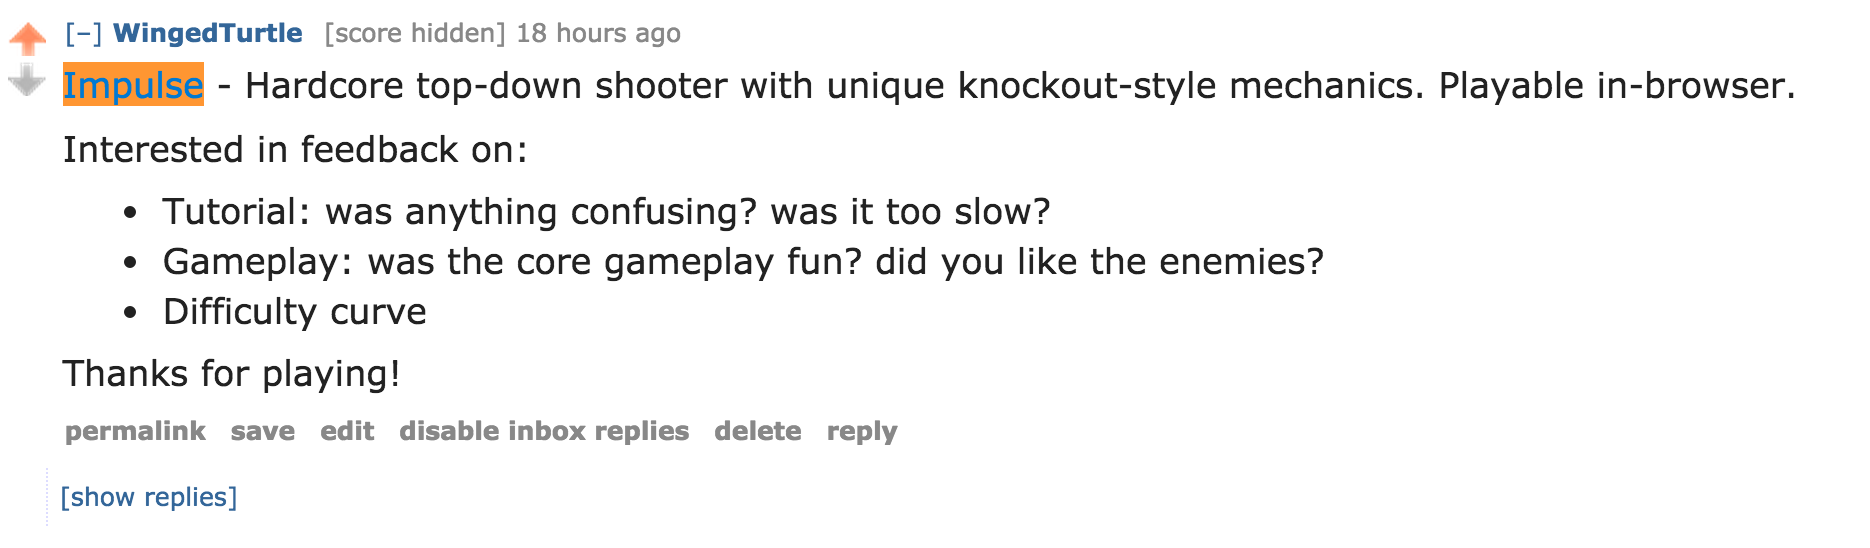 [–] WingedTurtle [score hidden] 18 hours ago
Impulse - Hardcore top-down shooter with unique knockout-style mechanics. Playable in-browser.
Interested in feedback on:
• Tutorial: was anything confusing? was it too slow?
• Gameplay: was the core gameplay fun? did you like the enemies?
• Difficulty curve
Thanks for playing!
permalink save edit disable inbox replies delete reply
[show replies]